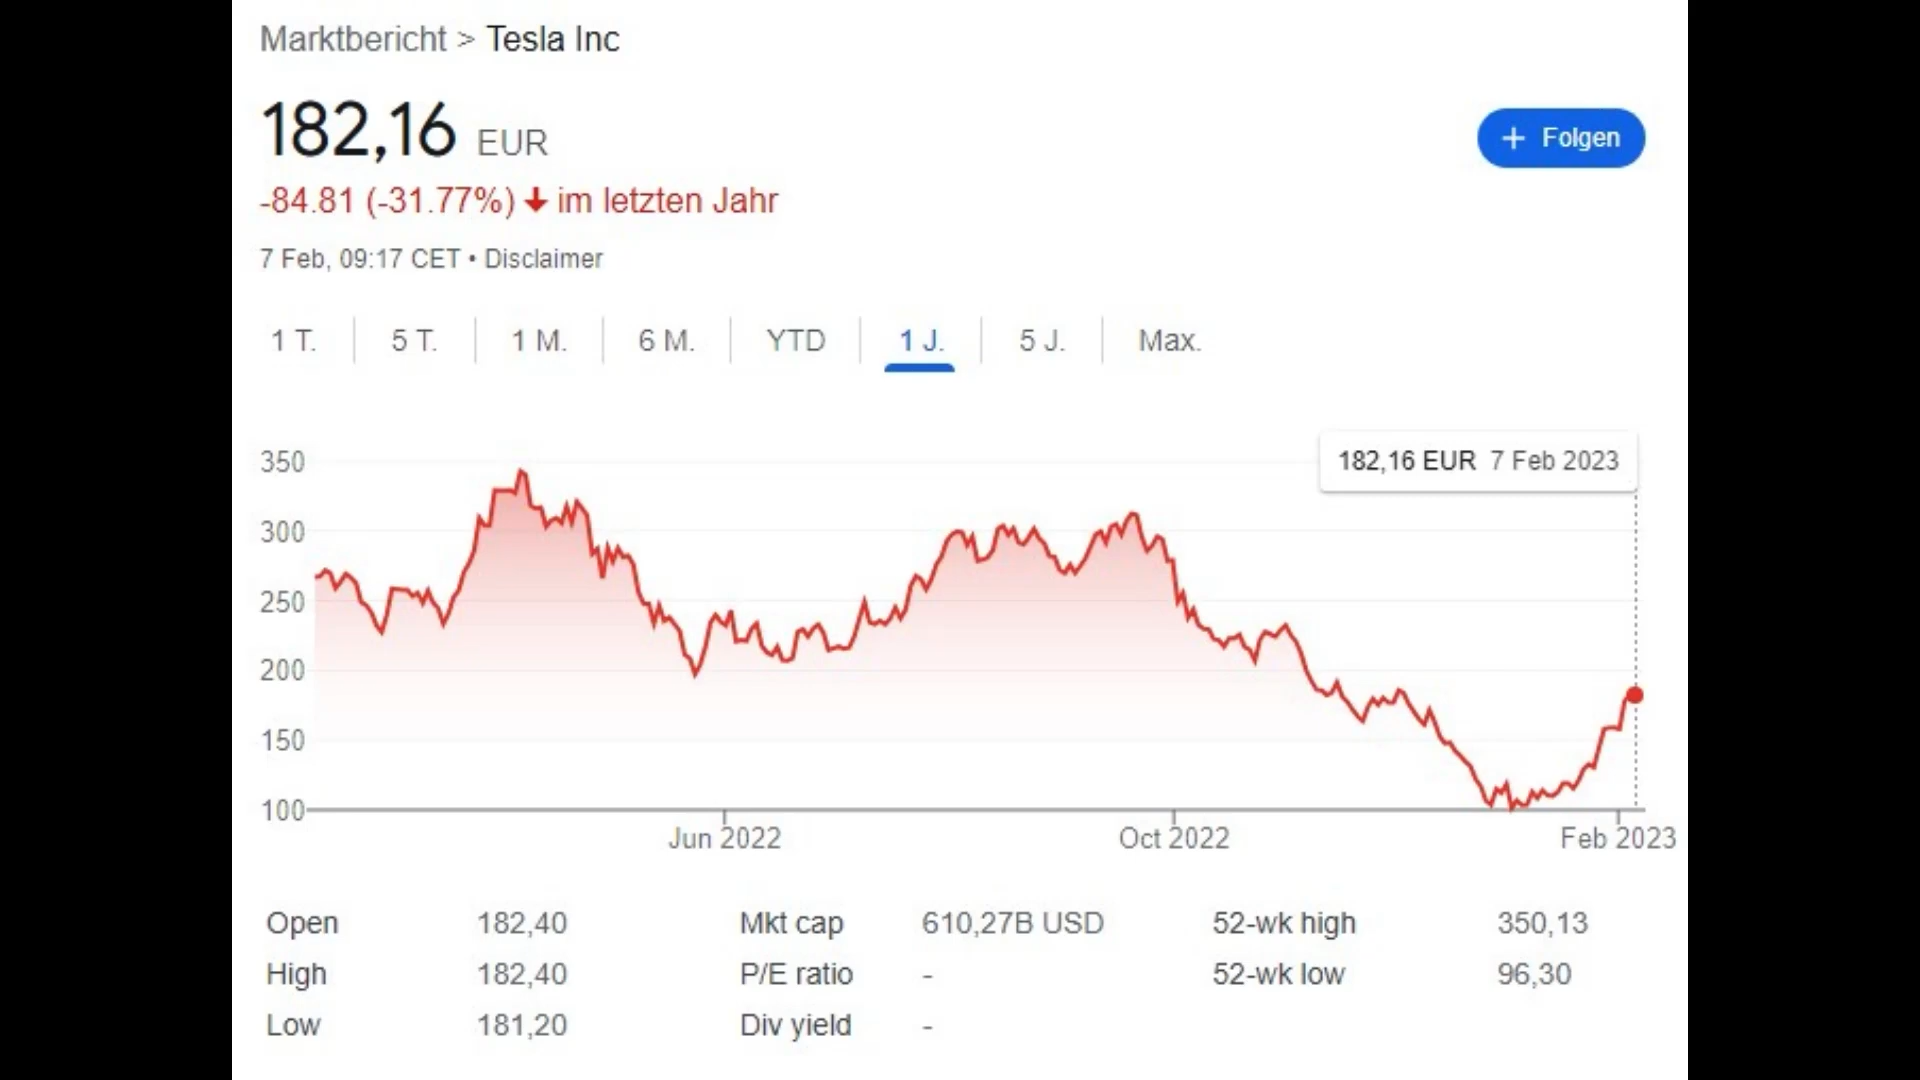 Marktbericht > Tesla Inc
182,16 EUR
+ Folgen
-84.81 (-31.77%) ↓ im letzten Jahr
7 Feb, 09:17 CET • Disclaimer
1 T. 5 T. 1 M. 6 M. YTD 1 J. 5 J. Max.
182,16 EUR 7 Feb 2023
350
300
250
200
150
100
Jun 2022 Oct 2022 Feb 2023
Open 182,40 Mkt cap 610,27B USD 52-wk high 350,13
High 182,40 P/E ratio - 52-wk low 96,30
Low 181,20 Div yield -